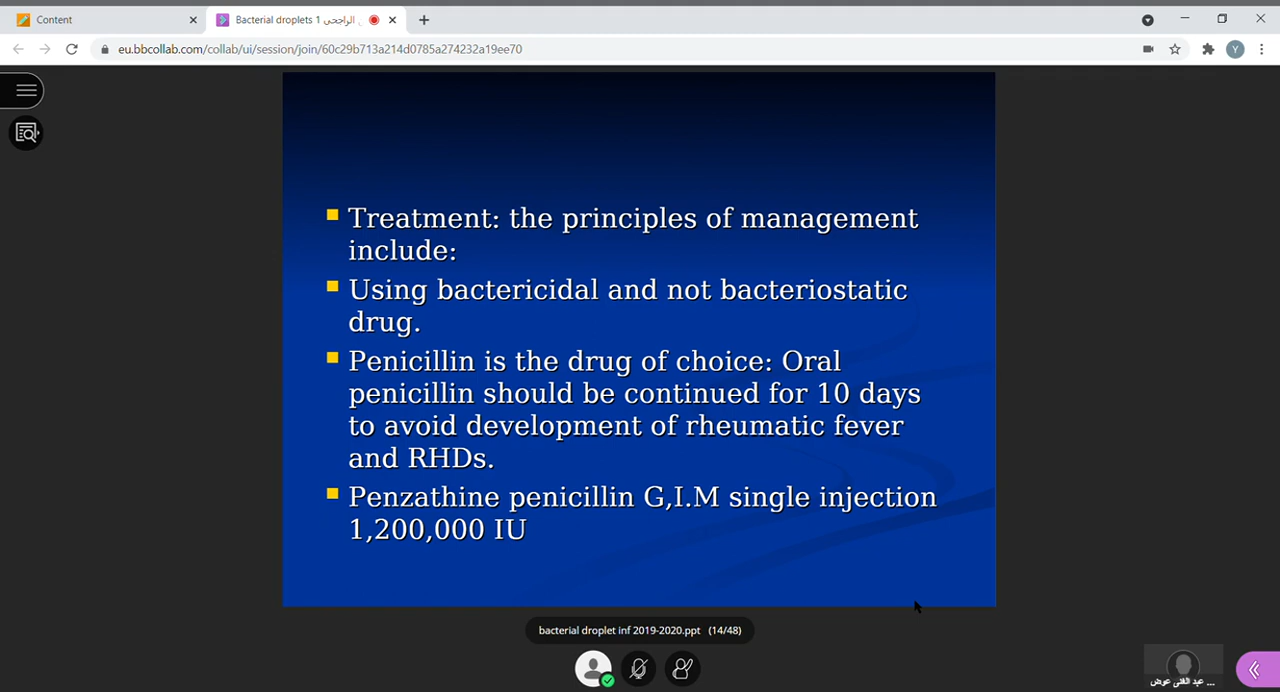 Content
Bacterial droplets 1 الراجحى
eu.bbcollab.com/collab/ui/session/join/60c29b713a214d0785a274232a19ee70
Y
Treatment: the principles of management
include:
Using bactericidal and not bacteriostatic
drug.
Penicillin is the drug of choice: Oral
penicillin should be continued for 10 days
to avoid development of rheumatic fever
and RHDs.
Penzathine penicillin G,I.M single injection
1,200,000 IU
bacterial droplet inf 2019-2020.ppt (14/48)
عبد الغنى عوض ...